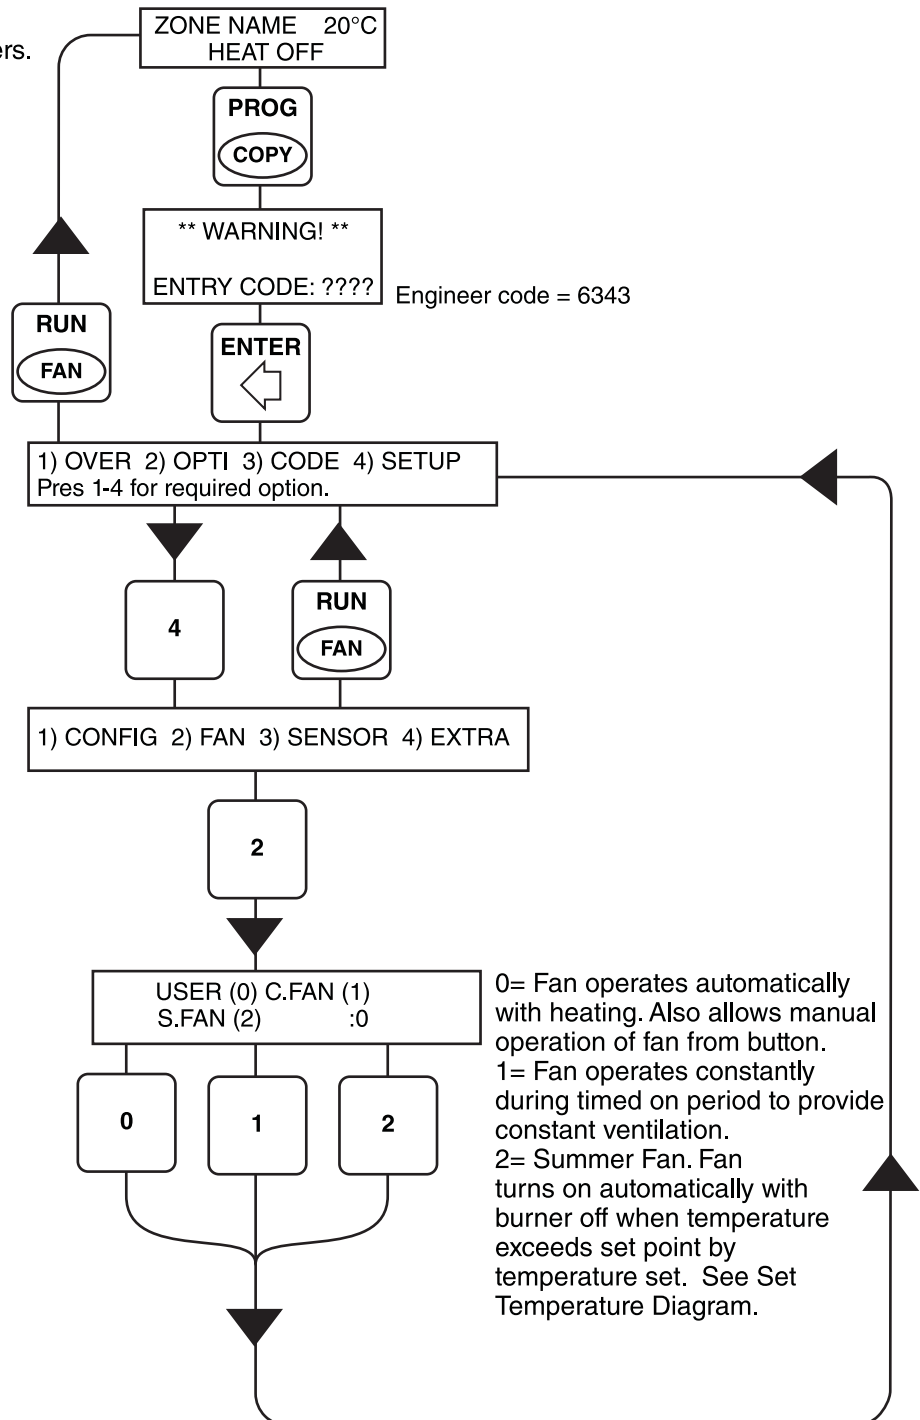 ers.
ZONE NAME 20°C
HEAT OFF
PROG
COPY
** WARNING! **
ENTRY CODE: ????
Engineer code = 6343
RUN
FAN
ENTER
1) OVER 2) OPTI 3) CODE 4) SETUP
Pres 1-4 for required option.
4
RUN
FAN
1) CONFIG 2) FAN 3) SENSOR 4) EXTRA
2
USER (0) C.FAN (1)
S.FAN (2) :0
0
1
2
0= Fan operates automatically
with heating. Also allows manual
operation of fan from button.
1= Fan operates constantly
during timed on period to provide
constant ventilation.
2= Summer Fan. Fan
turns on automatically with
burner off when temperature
exceeds set point by
temperature set. See Set
Temperature Diagram.